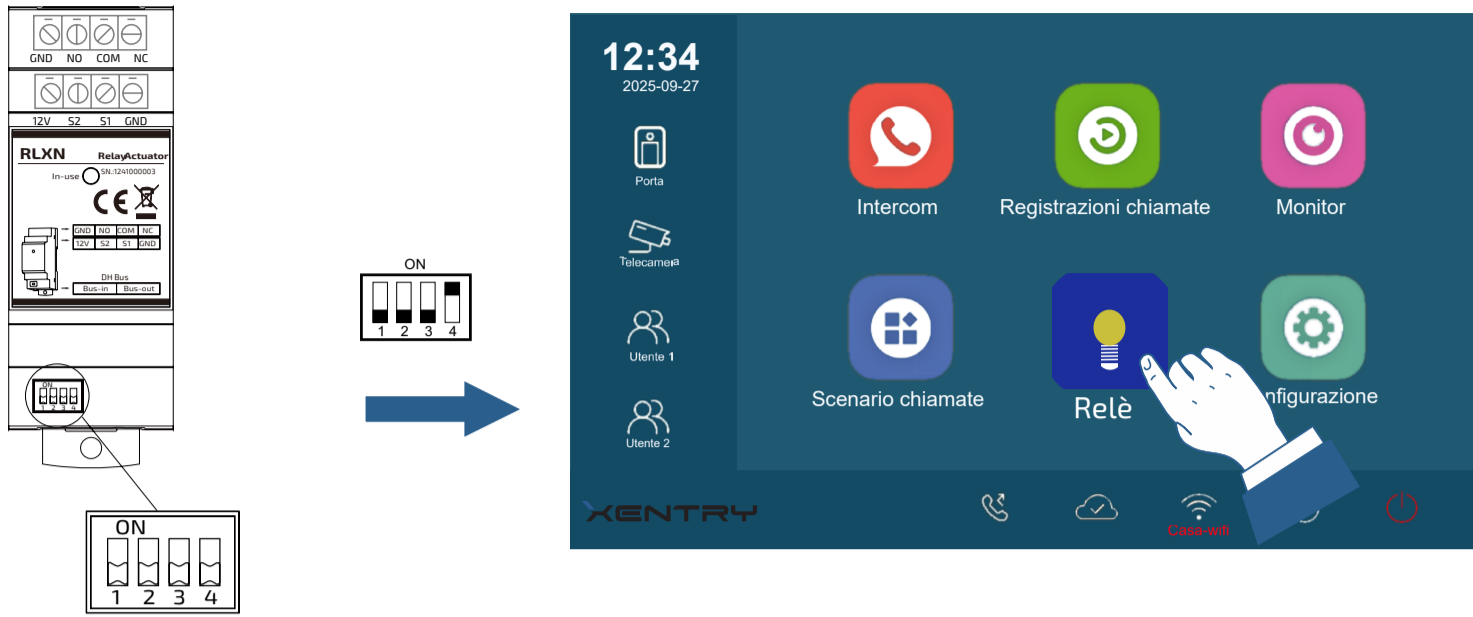 GND NO COM NC
12V S2 S1 GND
RLXN RelayActuator
In-use SN.:1241000003
CE
GND NO COM NC
12V S2 S1 GND
DH Bus
Bus-in Bus-out
ON
1 2 3 4
ON
1 2 3 4
ON
1 2 3 4
12:34
2025-09-27
Porta
Telecamera
Utente 1
Utente 2
Intercom
Registrazioni chiamate
Monitor
Scenario chiamate
Relè
nfigurazione
XENTRY
Casa-wifi